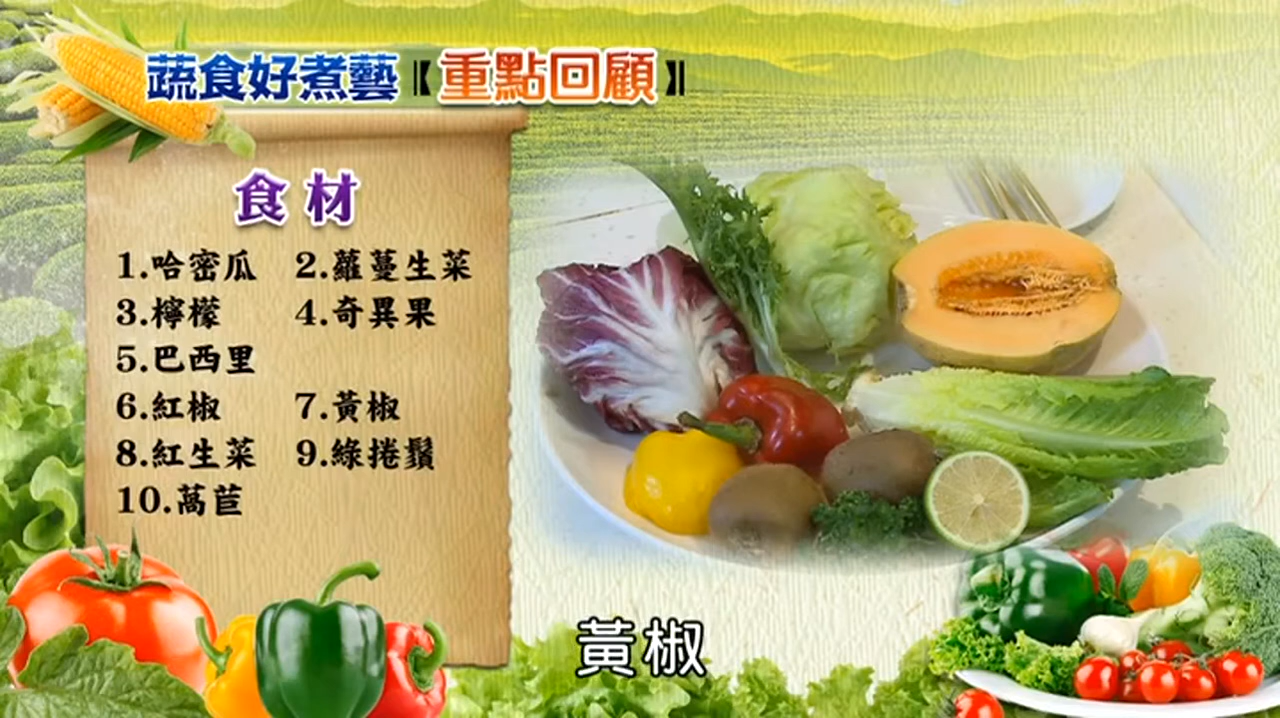 蔬食好煮藝【重點回顧】
食材
1.哈密瓜 2.蘿蔓生菜
3.檸檬 4.奇異果
5.巴西里
6.紅椒 7.黃椒
8.紅生菜 9.綠捲鬚
10.萵苣
黃椒